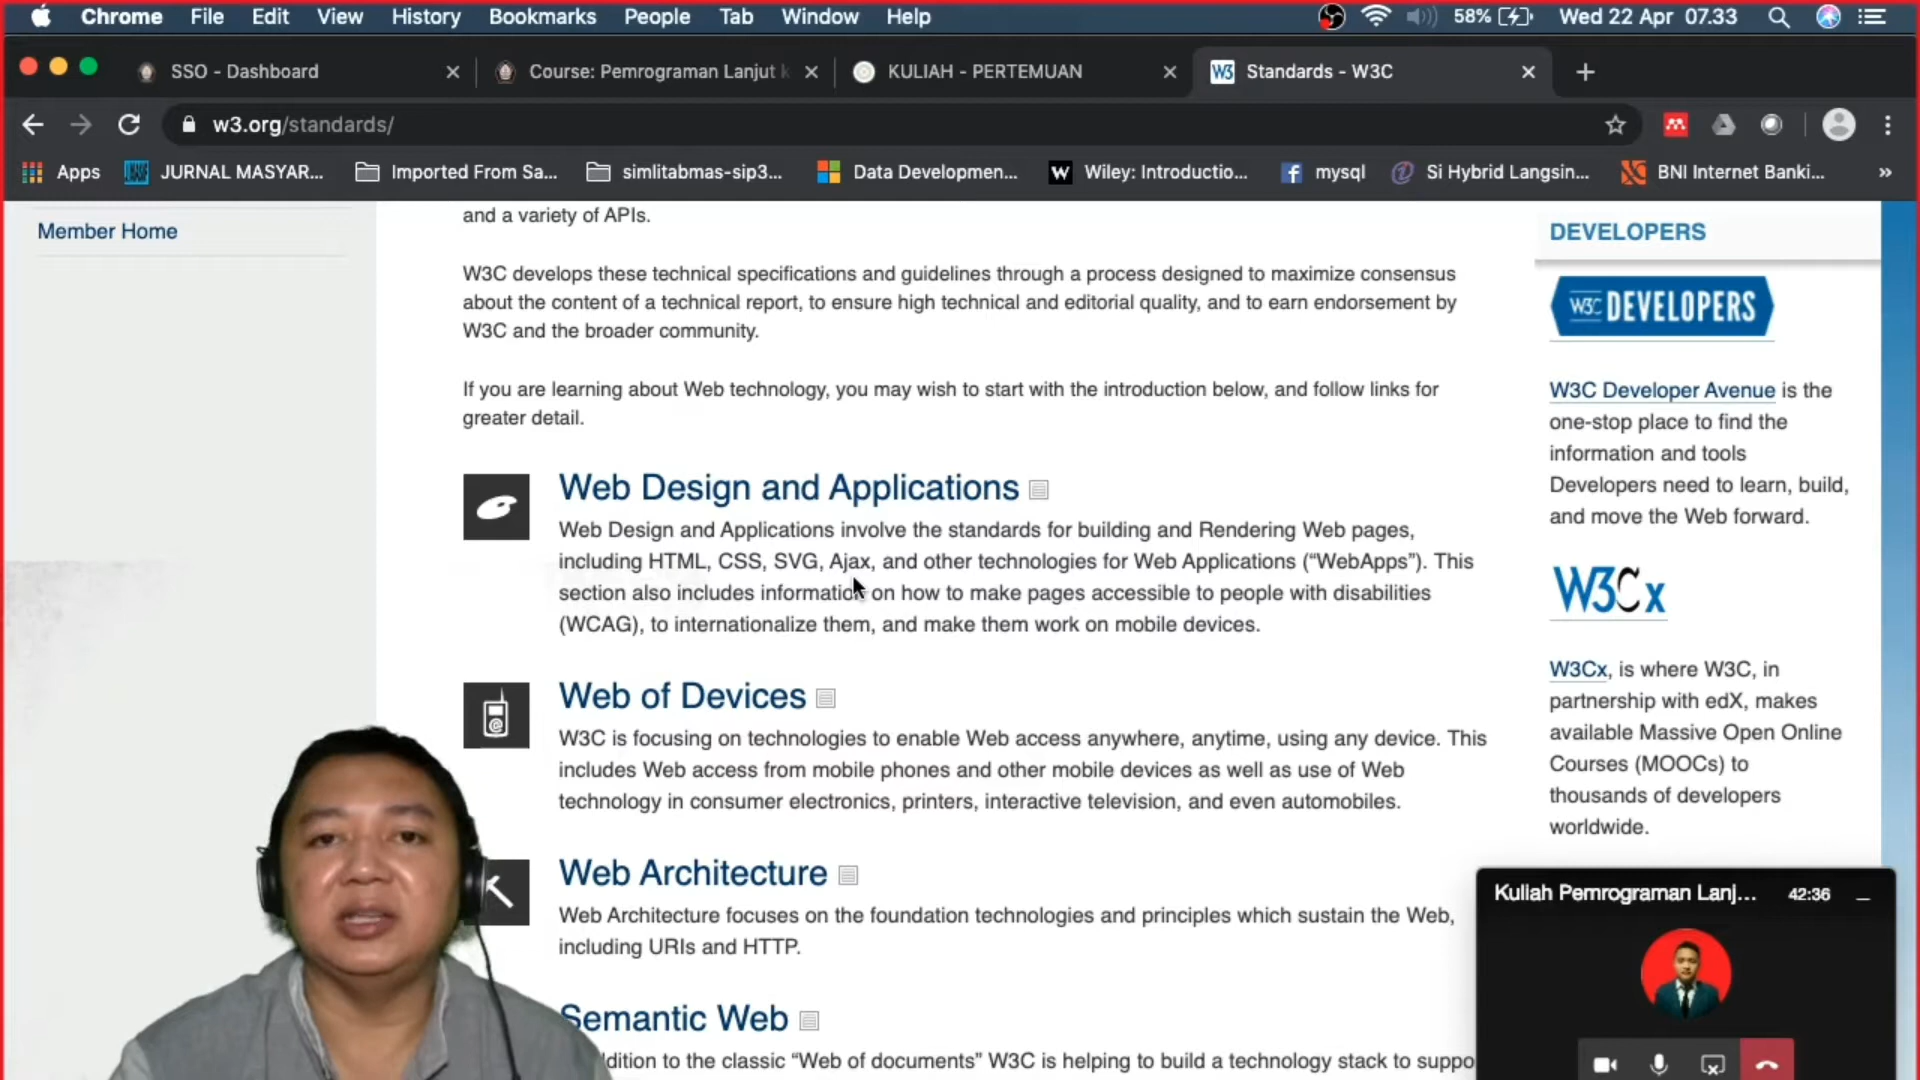 Chrome File Edit View History Bookmarks People Tab Window Help 58% Wed 22 Apr 07.33
SSO - Dashboard Course: Pemrograman Lanjut k KULIAH - PERTEMUAN W3 Standards - W3C
w3.org/standards/
Apps JURNAL MASYAR... Imported From Sa... simlitabmas-sip3... Data Developmen... W Wiley: Introductio... f mysql Si Hybrid Langsin... BNI Internet Banki... »
Member Home
and a variety of APIs.
W3C develops these technical specifications and guidelines through a process designed to maximize consensus
about the content of a technical report, to ensure high technical and editorial quality, and to earn endorsement by
W3C and the broader community.
If you are learning about Web technology, you may wish to start with the introduction below, and follow links for
greater detail.
Web Design and Applications
Web Design and Applications involve the standards for building and Rendering Web pages,
including HTML, CSS, SVG, Ajax, and other technologies for Web Applications (“WebApps”). This
section also includes information on how to make pages accessible to people with disabilities
(WCAG), to internationalize them, and make them work on mobile devices.
@
Web of Devices
W3C is focusing on technologies to enable Web access anywhere, anytime, using any device. This
includes Web access from mobile phones and other mobile devices as well as use of Web
technology in consumer electronics, printers, interactive television, and even automobiles.
Web Architecture
Web Architecture focuses on the foundation technologies and principles which sustain the Web,
including URIs and HTTP.
Semantic Web
dition to the classic “Web of documents” W3C is helping to build a technology stack to suppo
DEVELOPERS
W3C DEVELOPERS
W3C Developer Avenue is the
one-stop place to find the
information and tools
Developers need to learn, build,
and move the Web forward.
W3Cx
W3Cx, is where W3C, in
partnership with edX, makes
available Massive Open Online
Courses (MOOCs) to
thousands of developers
worldwide.
Kuliah Pemrograman Lanj... 42:36